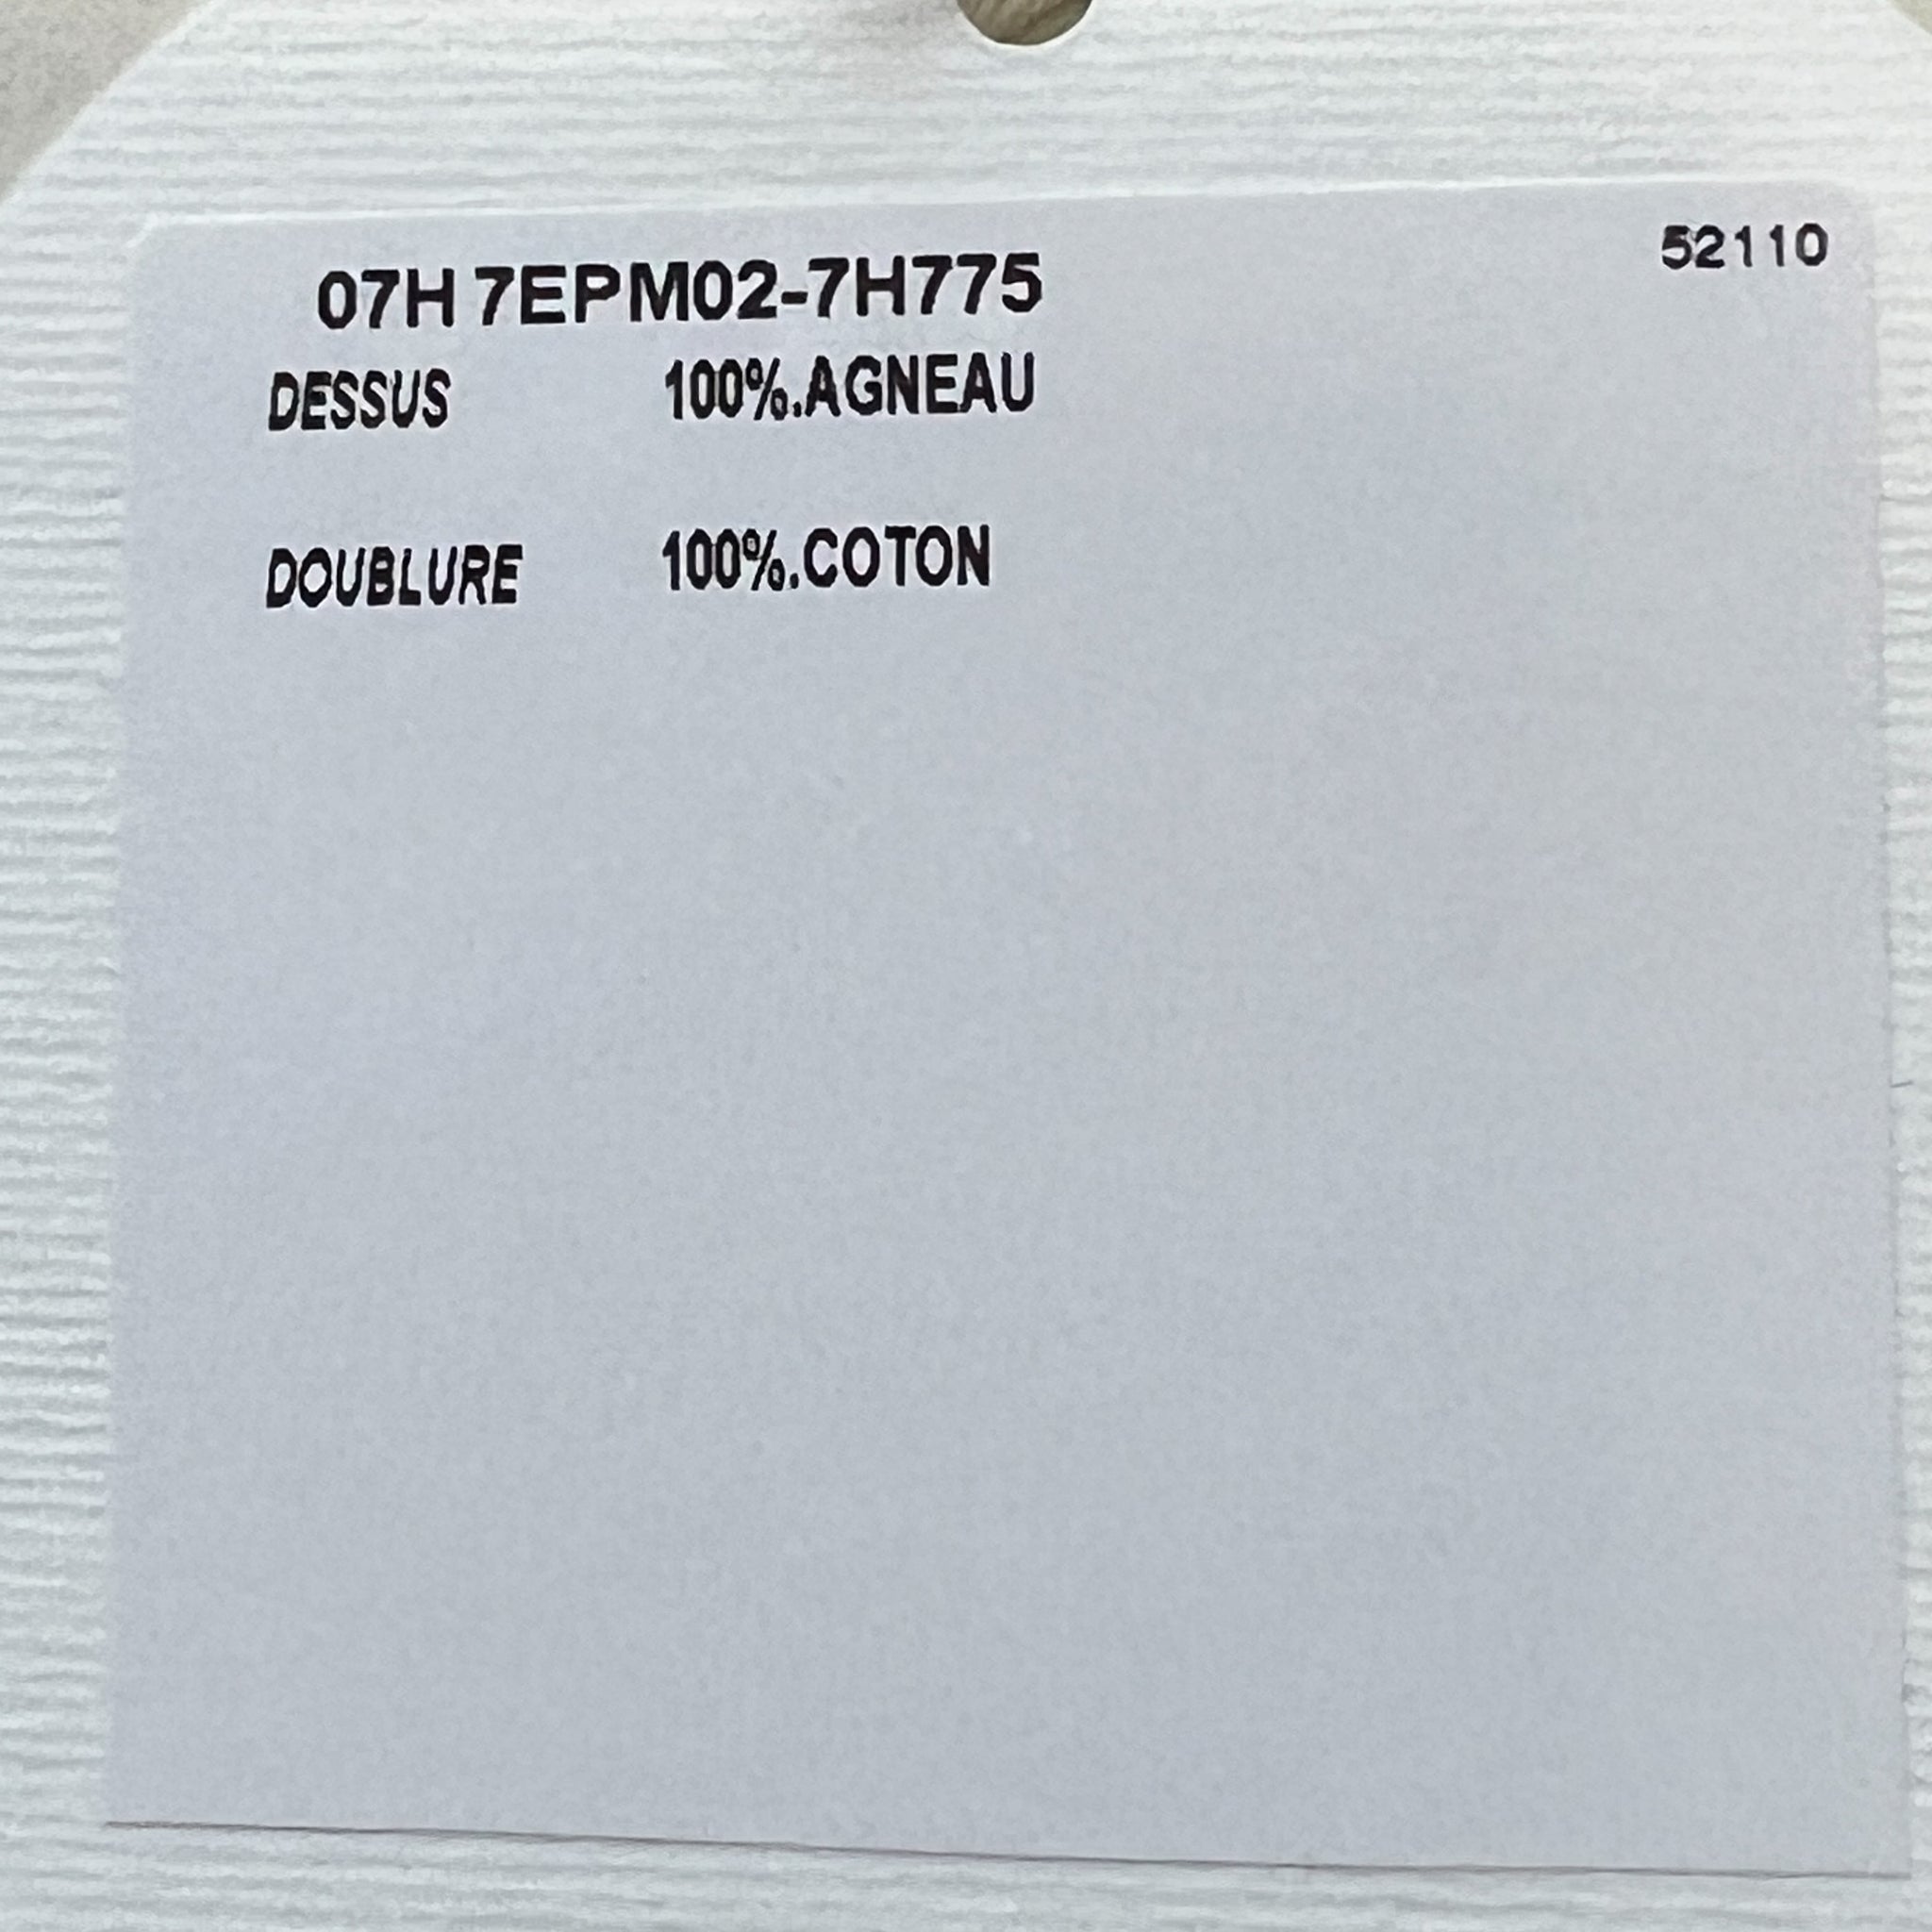 52110
07H 7EPM02-7H775
DESSUS 100%.AGNEAU
DOUBLURE 100%.COTON